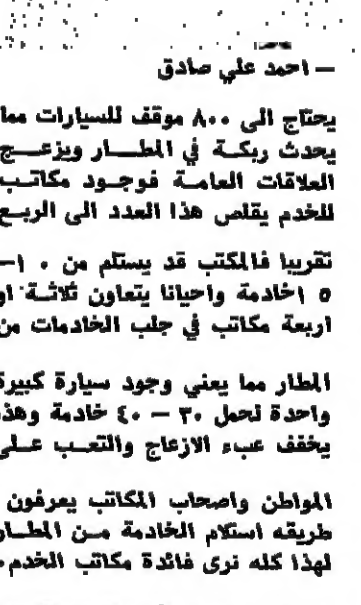 — احمد علي صادق
يحتاج الى ٨٠٠ موقف للسيارات مما
يحدث ربكة في المطار ويزعج
العلاقات العامة فوجود مكاتب
للخدم يقلص هذا العدد الى الربع
تقريبا فالمكتب قد يستلم من ١٠ —
١٥ خادمة واحيانا يتعاون ثلاثة او
اربعة مكاتب في جلب الخادمات من
المطار مما يعني وجود سيارة كبيرة
واحدة لحمل ٣٠ — ٤٠ خادمة وهذ
يخفف عبء الازعاج والتعب على
المواطن واصحاب المكاتب يعرفون
طريقه استلام الخادمة من المطار
لهذا كله نرى فائدة مكاتب الخدم